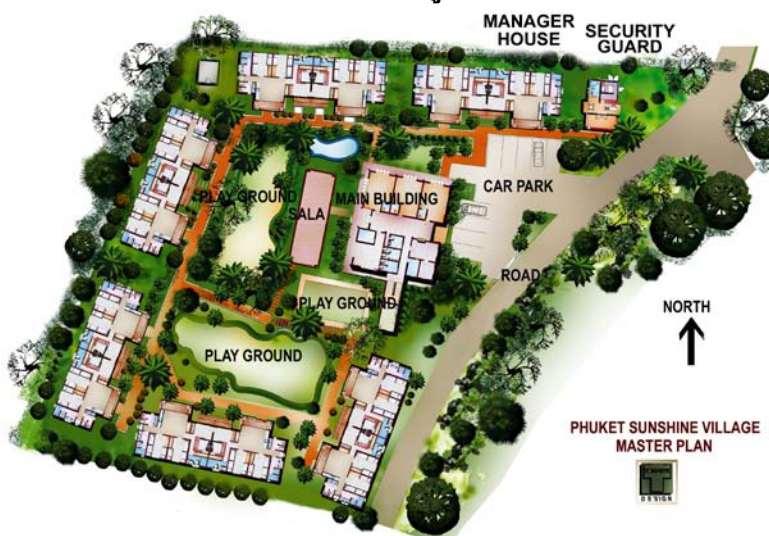 MANAGER
HOUSE
SECURITY
GUARD
PLAY GROUND
SALA
MAIN BUILDING
CAR PARK
ROAD
PLAY GROUND
PLAY GROUND
NORTH
PHUKET SUNSHINE VILLAGE
MASTER PLAN
DESIGN